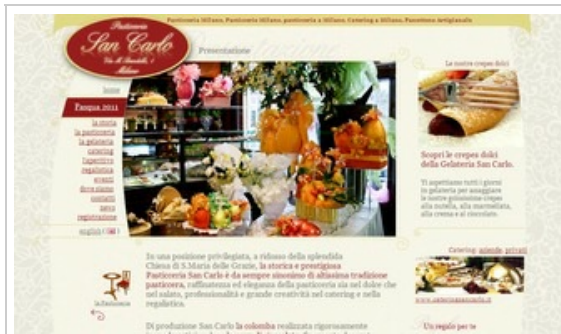 Pasticceria Milano, Pasticceria Milano, pasticceria a Milano, Catering a Milano, Panettone Artigianale
Pasticceria
San Carlo
Milano
Presentazione
home
Pasqua 2011
la storia
la pasticceria
la gelateria
catering
l'aperitivo
regalistica
eventi
dove siamo
contatti
news
registrazione
english
Le nostre crepes dolci
Scopri le crepes dolci
della Gelateria San Carlo.
Ti aspettiamo tutti i giorni
in gelateria per assaggiare
le nostre golosissime crepes
alla nutella, alla marmellata,
alla crema e al cioccolato.
Catering: aziende, privati
www.cateringsancarlo.it
Un regalo per te
In una posizione privilegiata, a ridosso della splendida
Chiesa di S.Maria delle Grazie, la storica e prestigiosa
Pasticceria San Carlo è da sempre sinonimo di altissima tradizione
pasticcera, raffinatezza ed eleganza della pasticceria sia nel dolce che
nel salato, professionalità e grande creatività nel catering e nella
regalistica.
Di produzione San Carlo la colomba realizzata rigorosamente